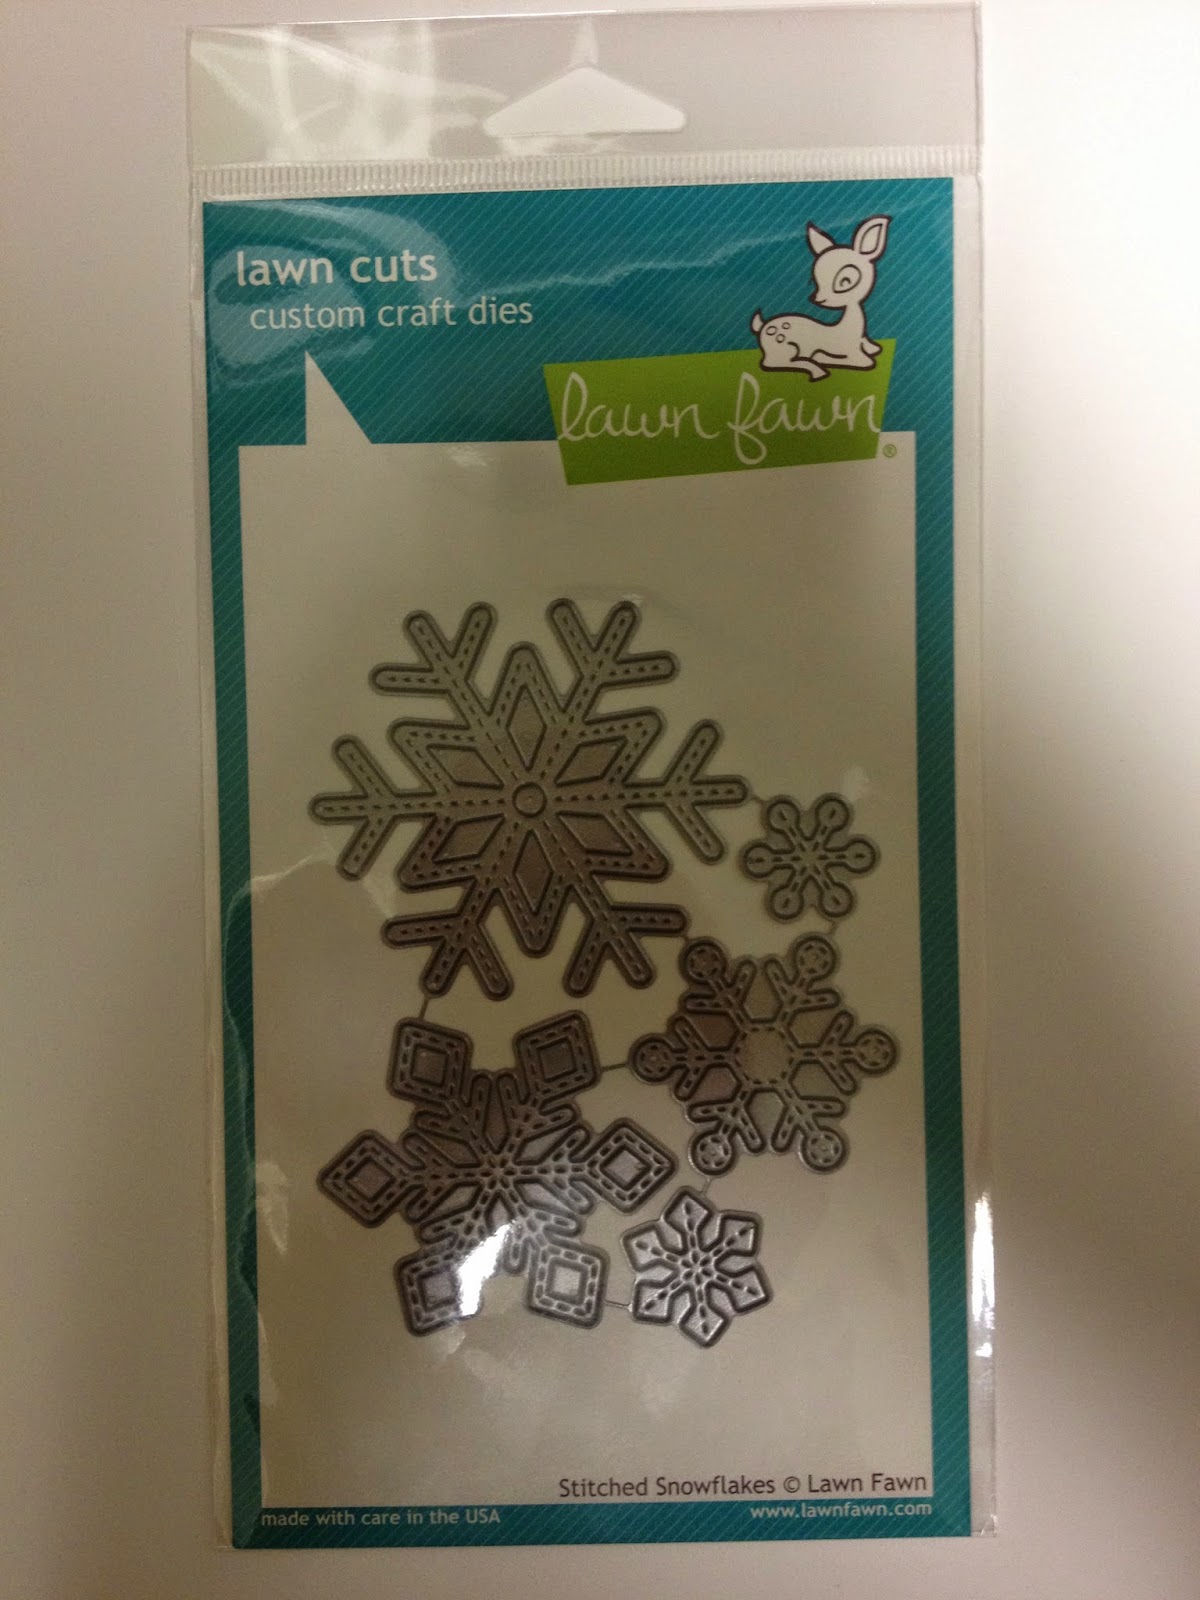 lawn cuts
custom craft dies
lawn fawn ®
Stitched Snowflakes © Lawn Fawn
made with care in the USA
www.lawnfawn.com